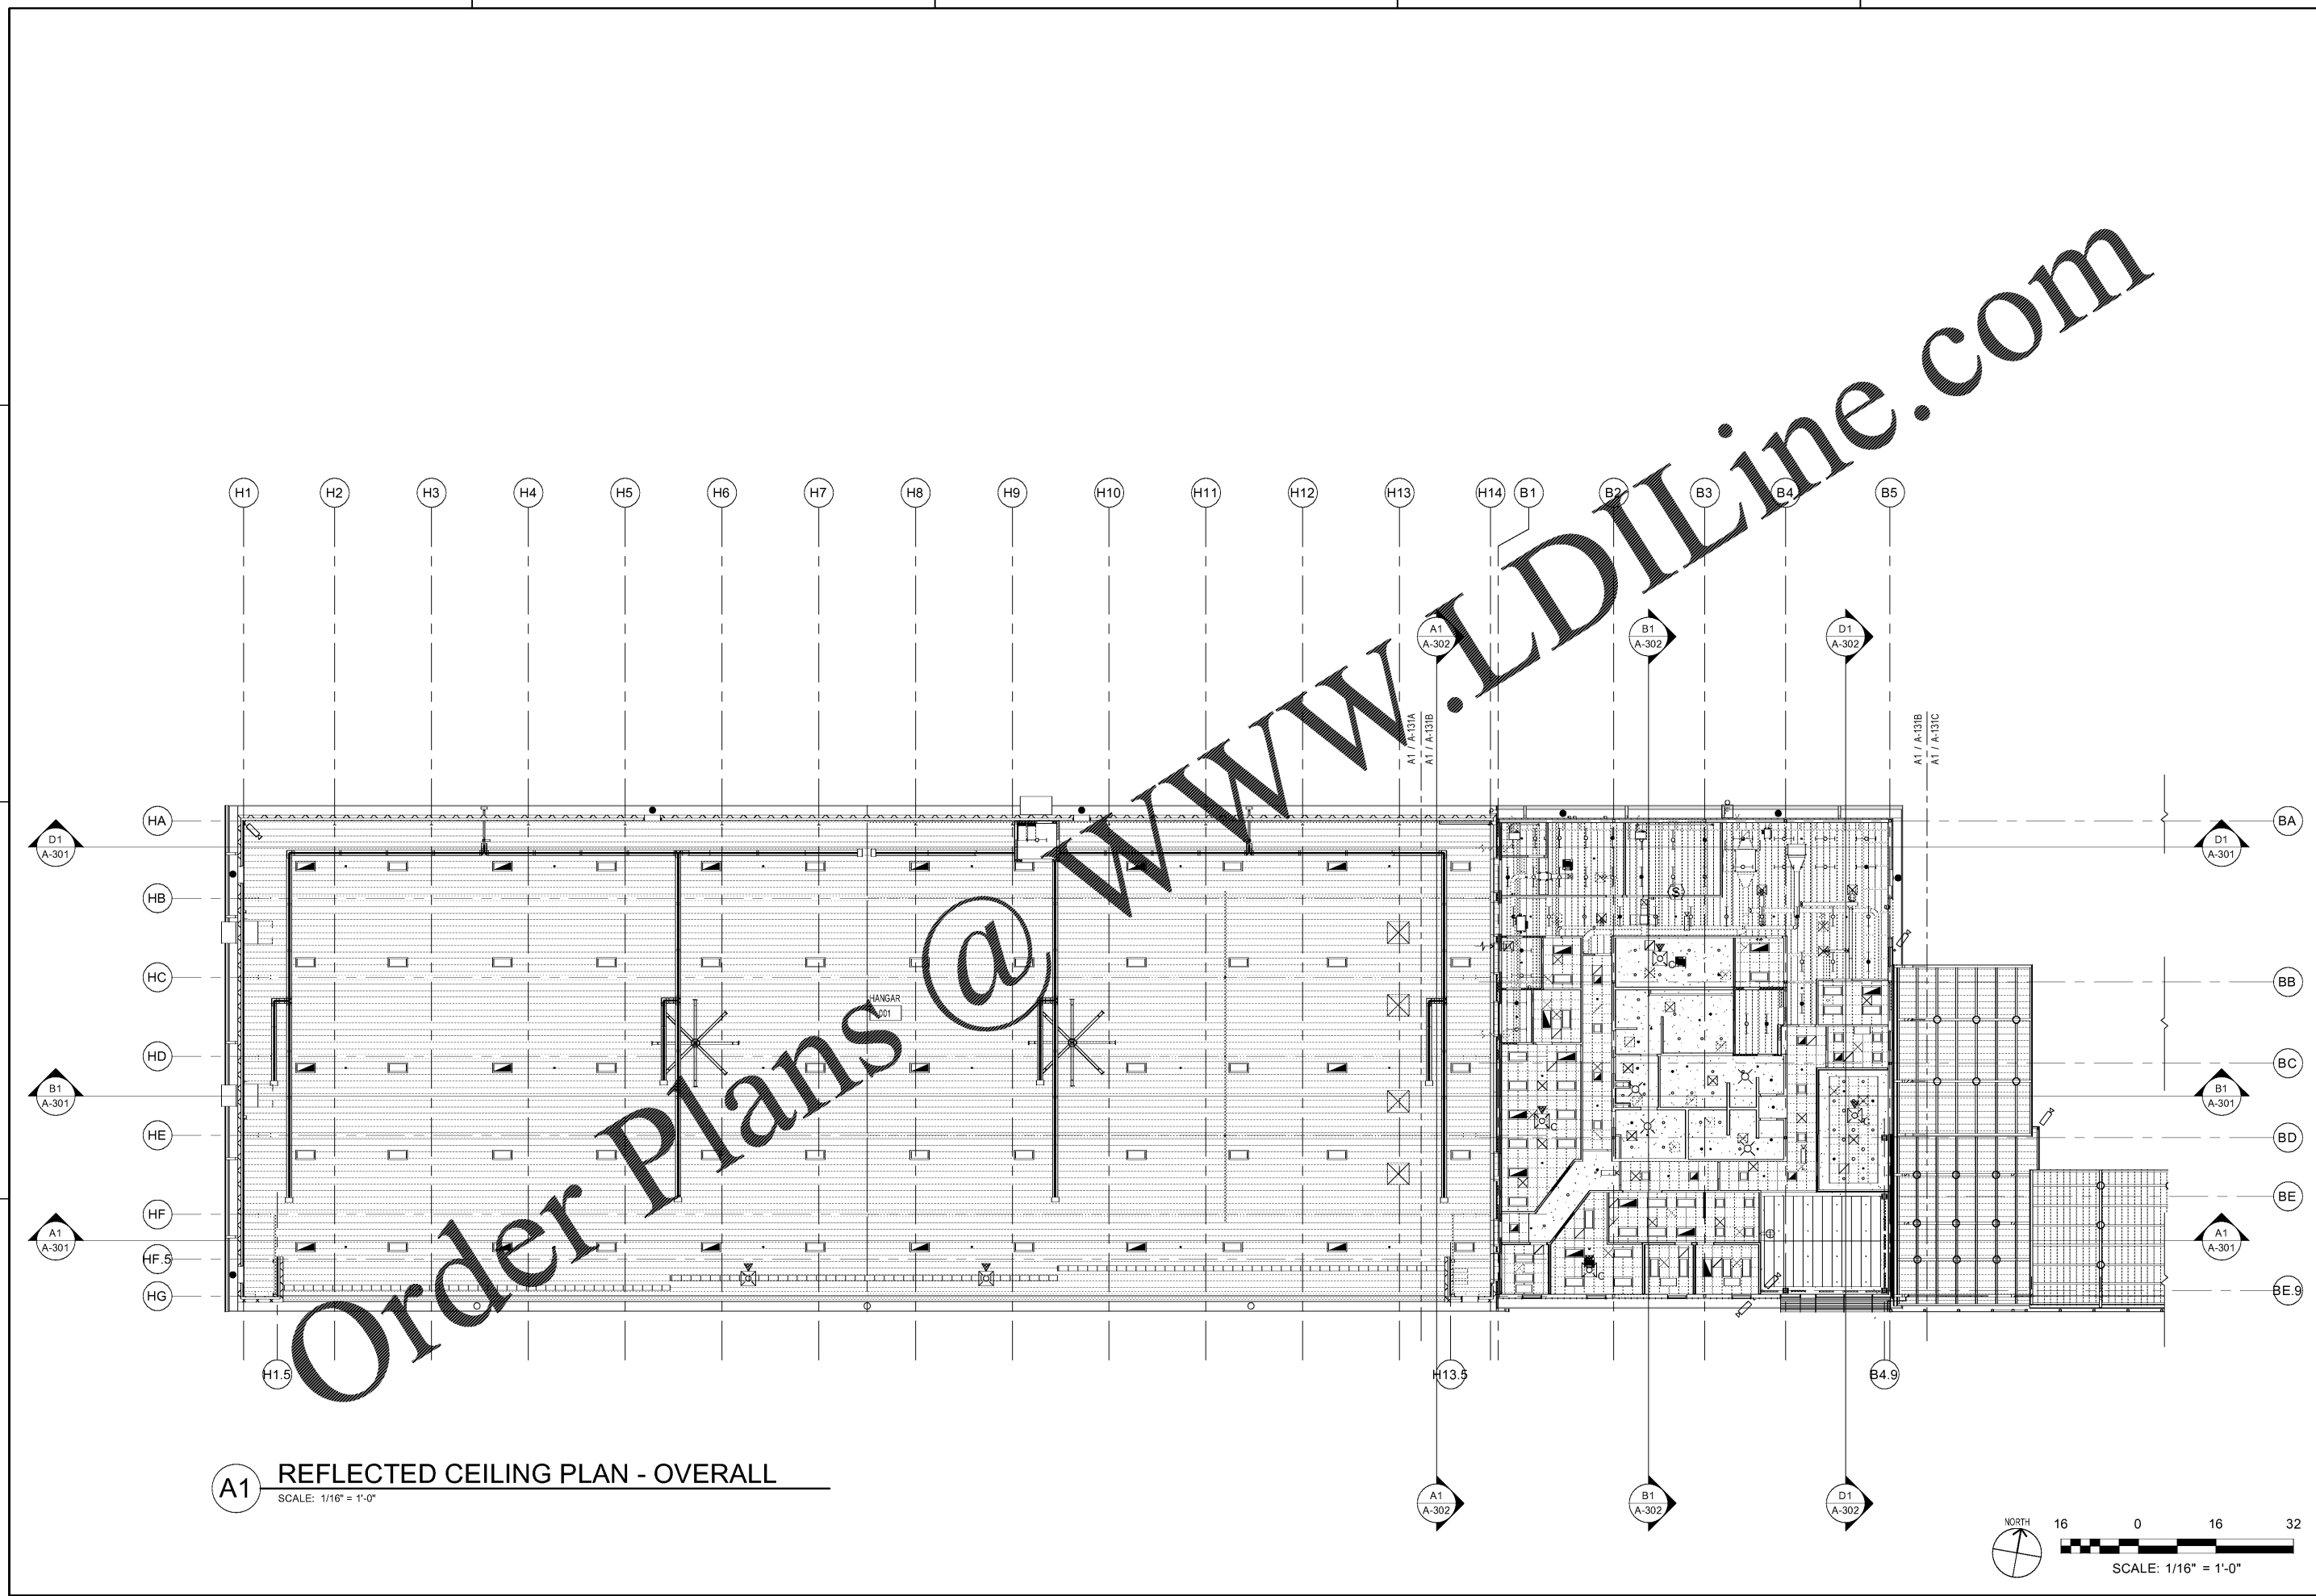 H1 H2 H3 H4 H5 H6 H7 H8 H9 H10 H11 H12 H13 H14 B1 B2 B3 B4 B5
A1
A-302
B1
A-302
D1
A-302
A1 / A-131A
A1 / A-131B
A1 / A-131B
A1 / A-131C
HA
BA
D1
A-301
D1
A-301
HB
S
HC
BB
HANGAR
001
HD
BC
B1
A-301
B1
A-301
HE
BD
HF
BE
A1
A-301
A1
A-301
HF.5
HG
BE.9
H1.5
H13.5
B4.9
Order Plans @ www.LDILine.com
A1
REFLECTED CEILING PLAN - OVERALL
SCALE: 1/16" = 1'-0"
A1
A-302
B1
A-302
D1
A-302
NORTH
16 0 16 32
SCALE: 1/16" = 1'-0"